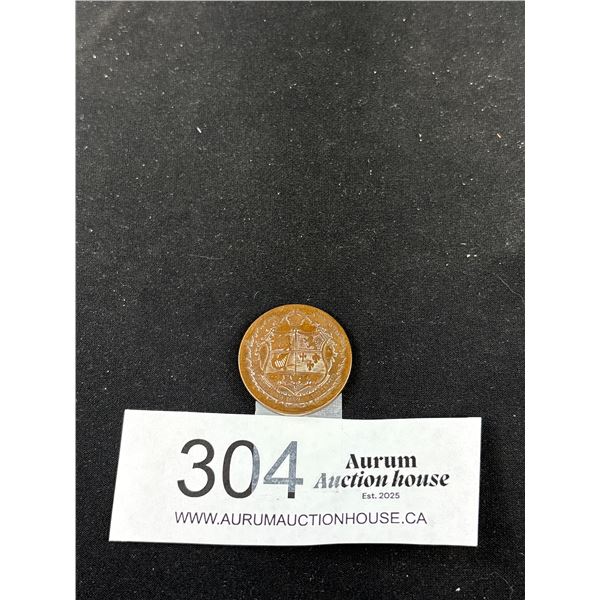 304
Aurum
Auction house
Est. 2025
WWW.AURUMAUCTIONHOUSE.CA